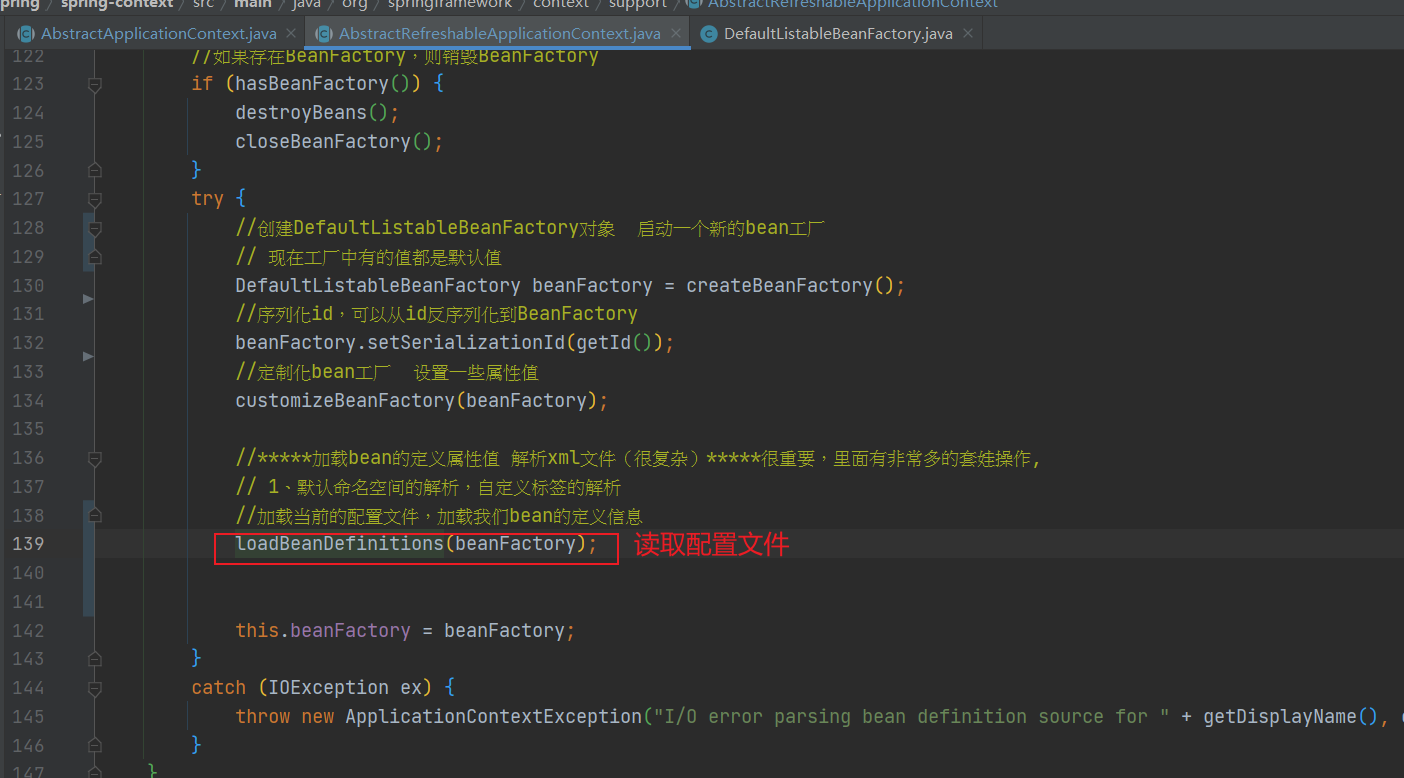 pring / spring-context / src / main / java / org / springframework / context / support / AbstractRefreshableApplicationContext
AbstractApplicationContext.java × AbstractRefreshableApplicationContext.java × DefaultListableBeanFactory.java ×
122 //如果存在BeanFactory，则销毁BeanFactory
123 if (hasBeanFactory()) {
124 destroyBeans();
125 closeBeanFactory();
126 }
127 try {
128 //创建DefaultListableBeanFactory对象 启动一个新的bean工厂
129 // 现在工厂中有的值都是默认值
130 DefaultListableBeanFactory beanFactory = createBeanFactory();
131 //序列化id，可以从id反序列化到BeanFactory
132 beanFactory.setSerializationId(getId());
133 //定制化bean工厂 设置一些属性值
134 customizeBeanFactory(beanFactory);
135
136 //*****加载bean的定义属性值 解析xml文件（很复杂）*****很重要，里面有非常多的套娃操作,
137 // 1、默认命名空间的解析，自定义标签的解析
138 //加载当前的配置文件，加载我们bean的定义信息
139 loadBeanDefinitions(beanFactory); 读取配置文件
140
141
142 this.beanFactory = beanFactory;
143 }
144 catch (IOException ex) {
145 throw new ApplicationContextException("I/O error parsing bean definition source for " + getDisplayName(),
146 }
147 }